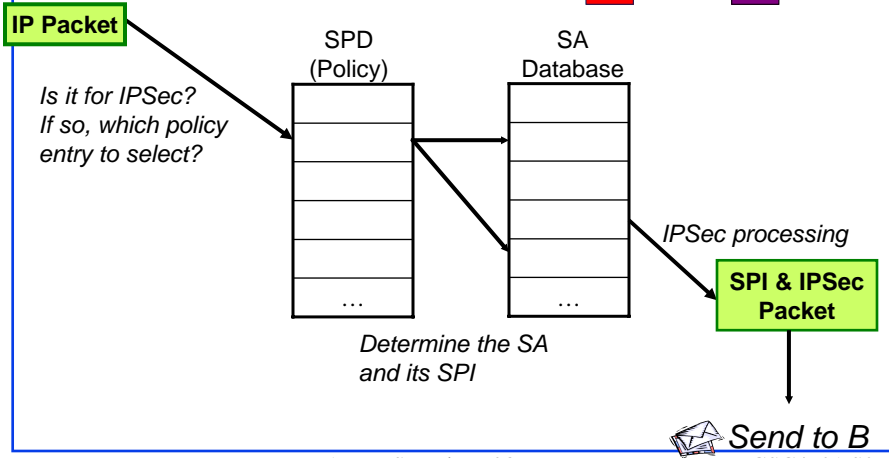 IP Packet
SPD
(Policy)
SA
Database
Is it for IPSec?
If so, which policy
entry to select?
IPSec processing
SPI & IPSec
Packet
…
…
Determine the SA
and its SPI
Send to B